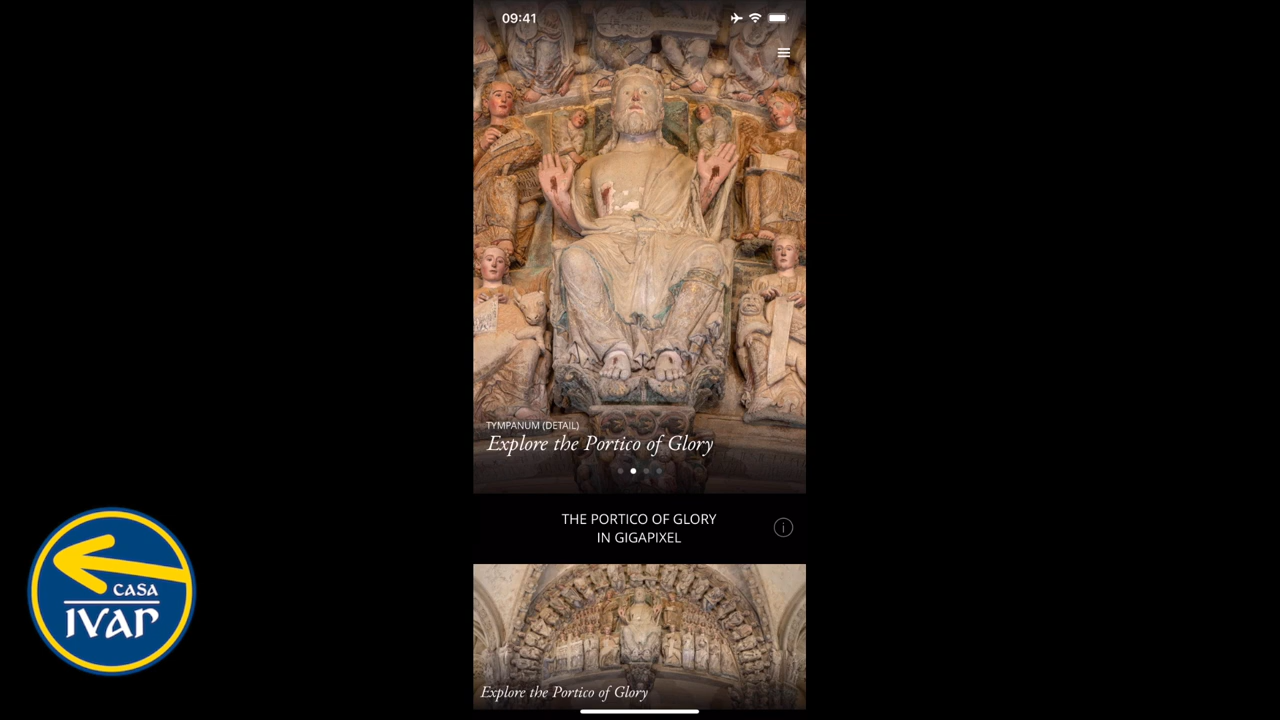 09:41
TYMPANUM (DETAIL)
Explore the Portico of Glory
THE PORTICO OF GLORY
IN GIGAPIXEL
i
Explore the Portico of Glory
CASA
IVAR